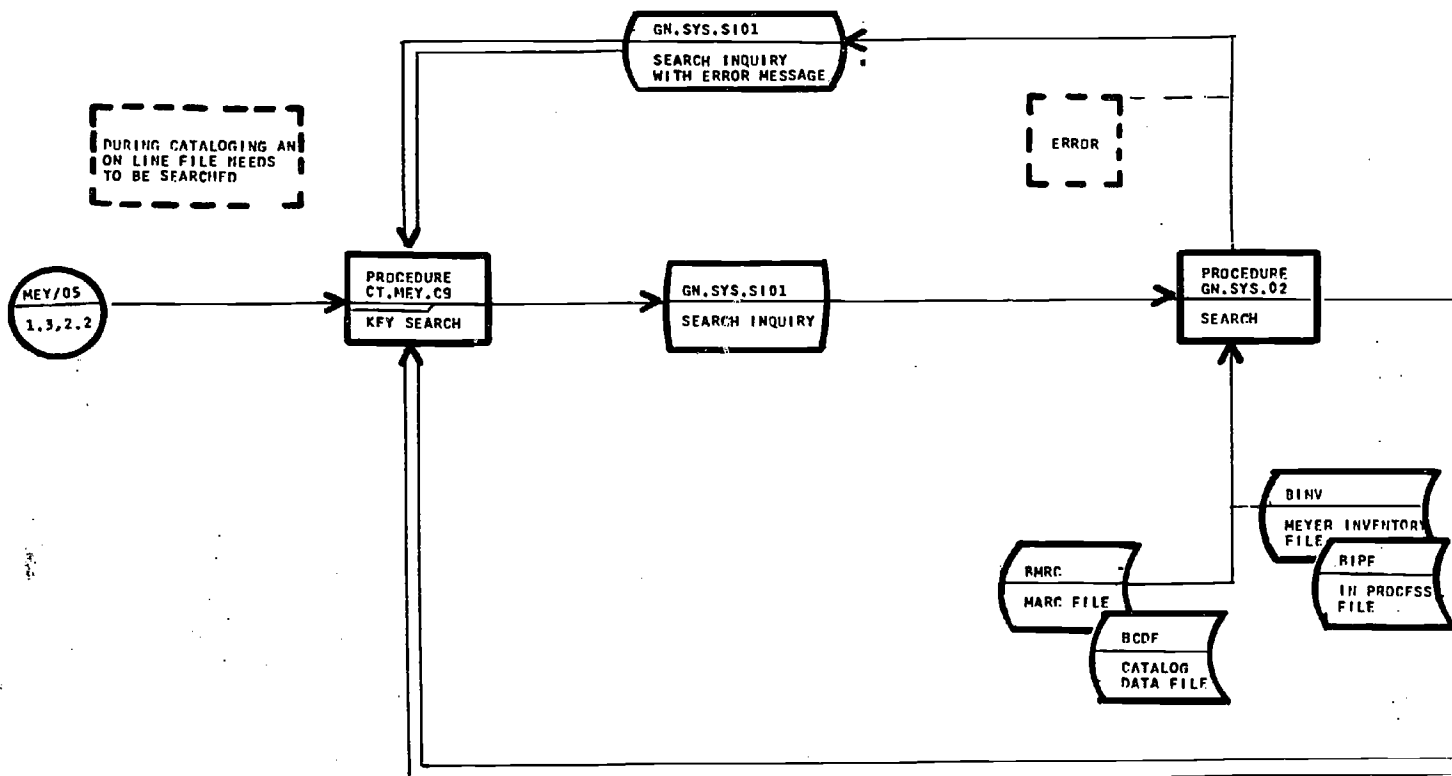 GN.SYS.SI01
SEARCH INQUIRY
WITH ERROR MESSAGE
DURING CATALOGING AN
ON LINE FILE NEEDS
TO BE SEARCHED
ERROR
MEY/05
1.3,2.2
PROCEDURE
CT.MEY.C9
KEY SEARCH
GN.SYS.SI01
SEARCH INQUIRY
PROCEDURE
GN.SYS.02
SEARCH
BINV
MEYER INVENTORY
FILE
BIPF
IN PROCESS
FILE
BMRC
MARC FILE
BCDF
CATALOG
DATA FILE